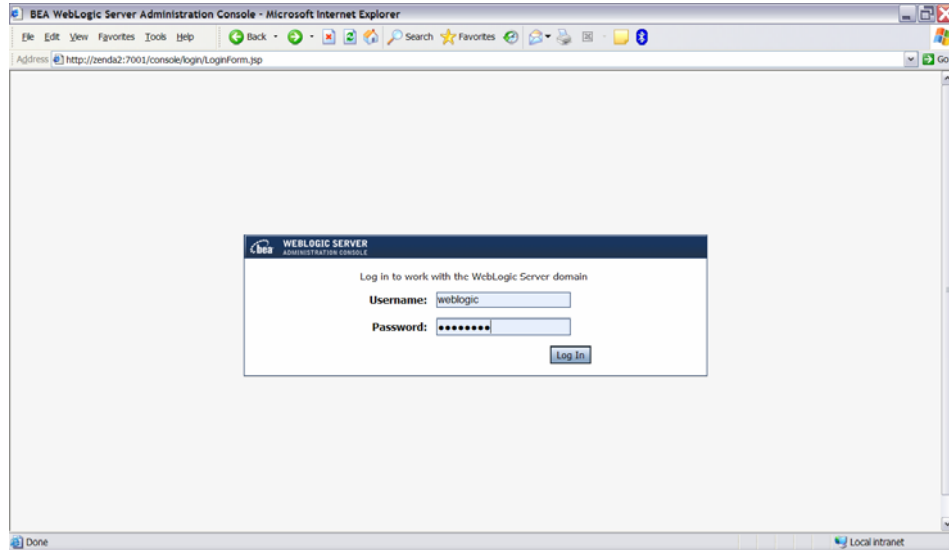 BEA WebLogic Server Administration Console - Microsoft Internet Explorer
File Edit View Favorites Tools Help Back Search Favorites
Address http://zenda2:7001/console/login/LoginForm.jsp Go
bea WEBLOGIC SERVER
ADMINISTRATION CONSOLE
Log in to work with the WebLogic Server domain
Username: weblogic
Password: ••••••••
Log In
Done Local intranet